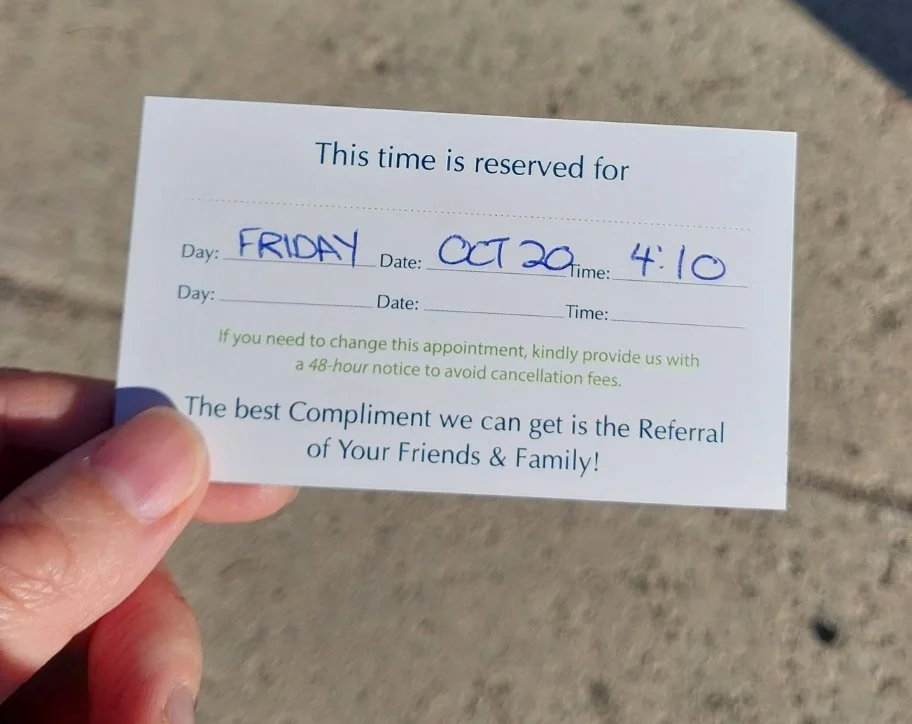 This time is reserved for
Day: FRIDAY Date: OCT 20 Time: 4:10
Day: Date: Time:
If you need to change this appointment, kindly provide us with
a 48-hour notice to avoid cancellation fees.
The best Compliment we can get is the Referral
of Your Friends & Family!